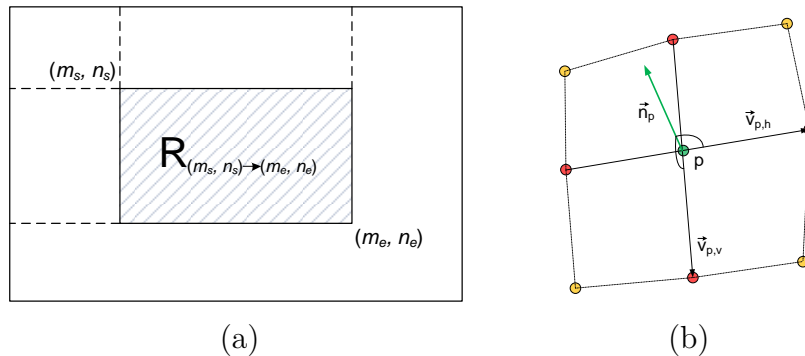 (mₛ, nₛ)
R₍ₘₛ, ₙₛ₎→₍ₘₑ, ₙₑ₎
(mₑ, nₑ)
(a)
n⃗ₚ
v⃗ₚ,ₕ
p
v⃗ₚ,ᵥ
(b)